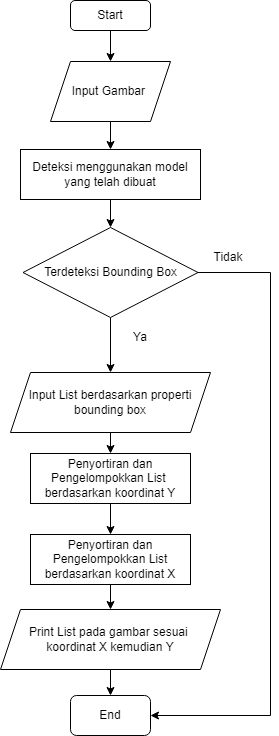 Start
Input Gambar
Deteksi menggunakan model
yang telah dibuat
Terdeteksi Bounding Box
Tidak
Ya
Input List berdasarkan properti
bounding box
Penyortiran dan
Pengelompokkan List
berdasarkan koordinat Y
Penyortiran dan
Pengelompokkan List
berdasarkan koordinat X
Print List pada gambar sesuai
koordinat X kemudian Y
End